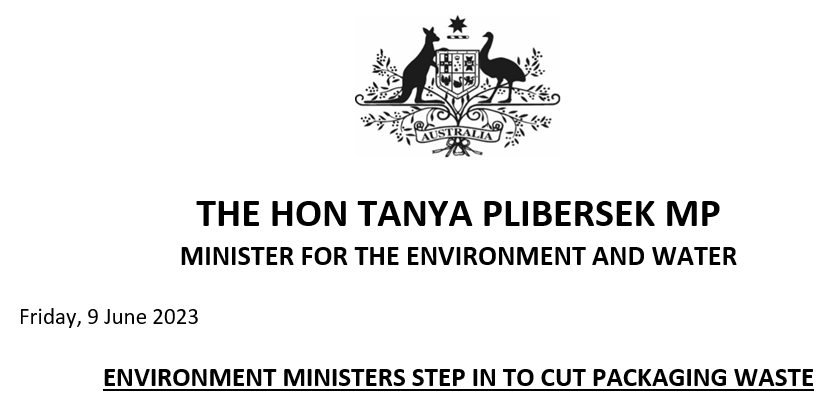 AUSTRALIA
THE HON TANYA PLIBERSEK MP
MINISTER FOR THE ENVIRONMENT AND WATER
Friday, 9 June 2023
ENVIRONMENT MINISTERS STEP IN TO CUT PACKAGING WASTE